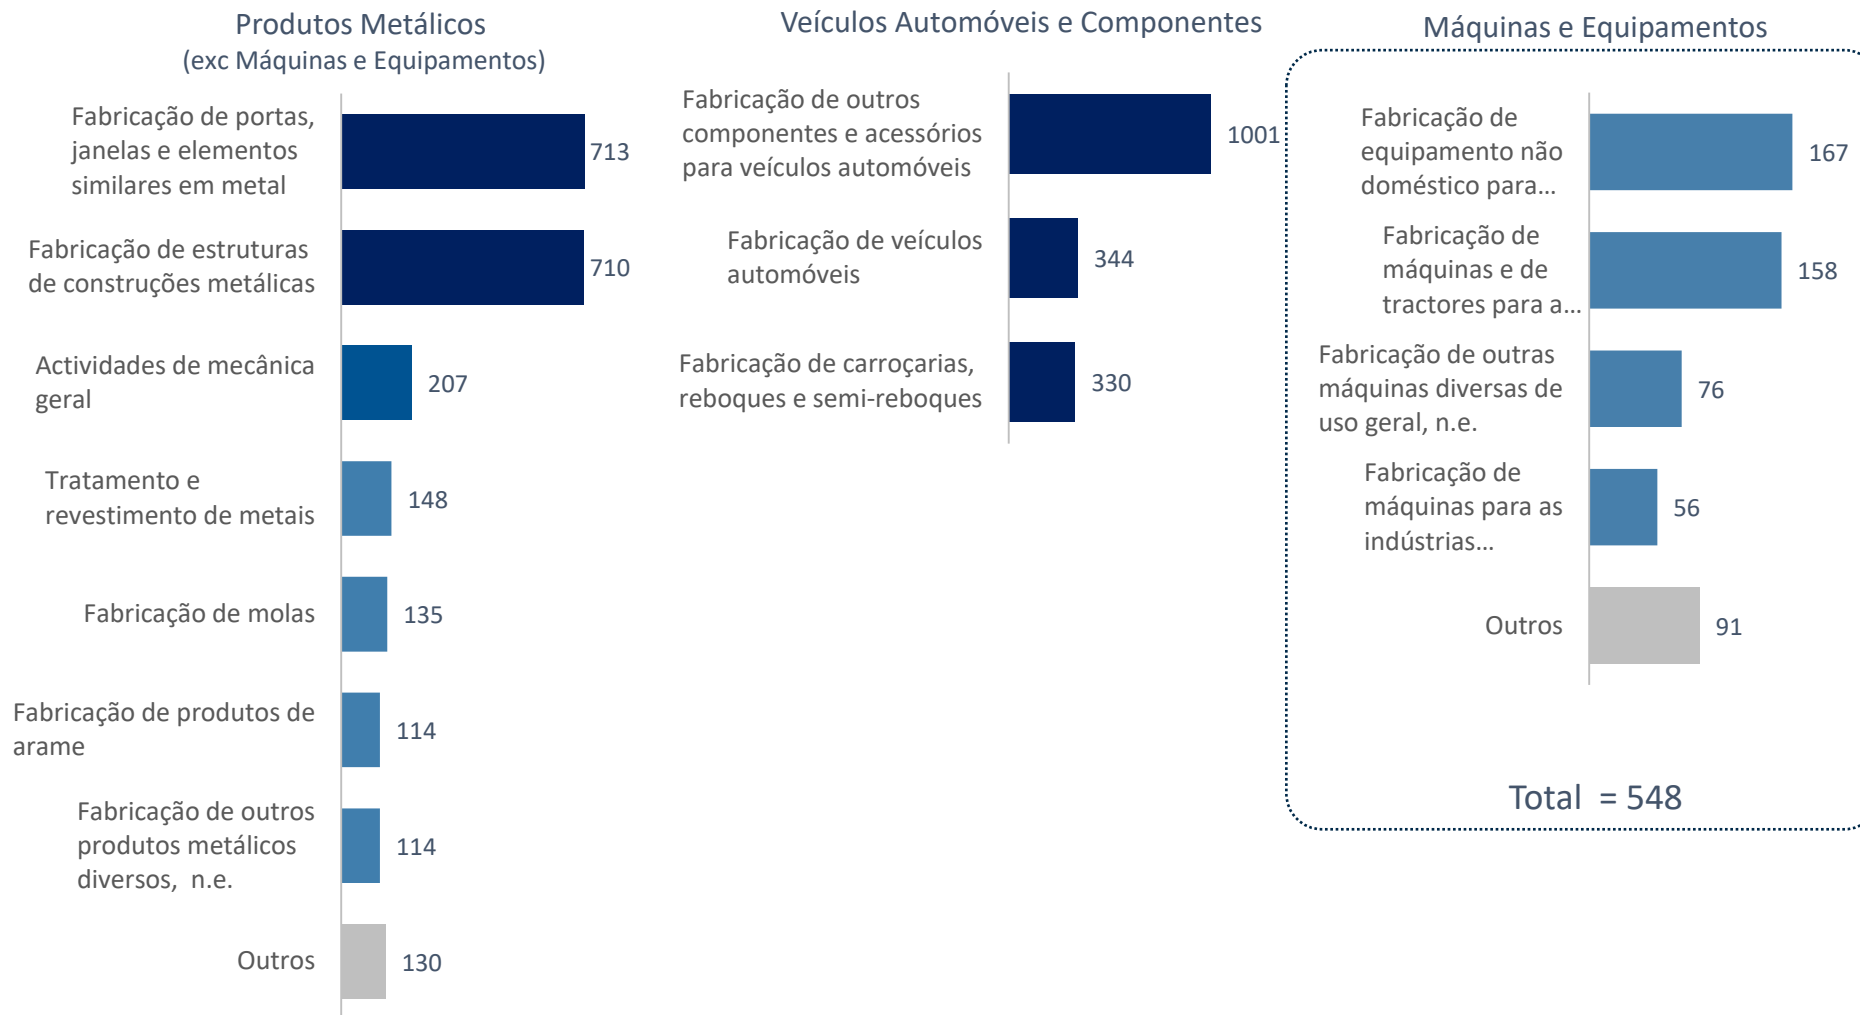 Produtos Metálicos
(exc Máquinas e Equipamentos)
Fabricação de portas,
janelas e elementos
similares em metal
713
Fabricação de estruturas
de construções metálicas
710
Actividades de mecânica
geral
207
Tratamento e
revestimento de metais
148
Fabricação de molas
135
Fabricação de produtos de
arame
114
Fabricação de outros
produtos metálicos
diversos, n.e.
114
Outros
130
Veículos Automóveis e Componentes
Fabricação de outros
componentes e acessórios
para veículos automóveis
1001
Fabricação de veículos
automóveis
344
Fabricação de carroçarias,
reboques e semi-reboques
330
Máquinas e Equipamentos
Fabricação de
equipamento não
doméstico para...
167
Fabricação de
máquinas e de
tractores para a...
158
Fabricação de outras
máquinas diversas de
uso geral, n.e.
76
Fabricação de
máquinas para as
indústrias...
56
Outros
91
Total = 548